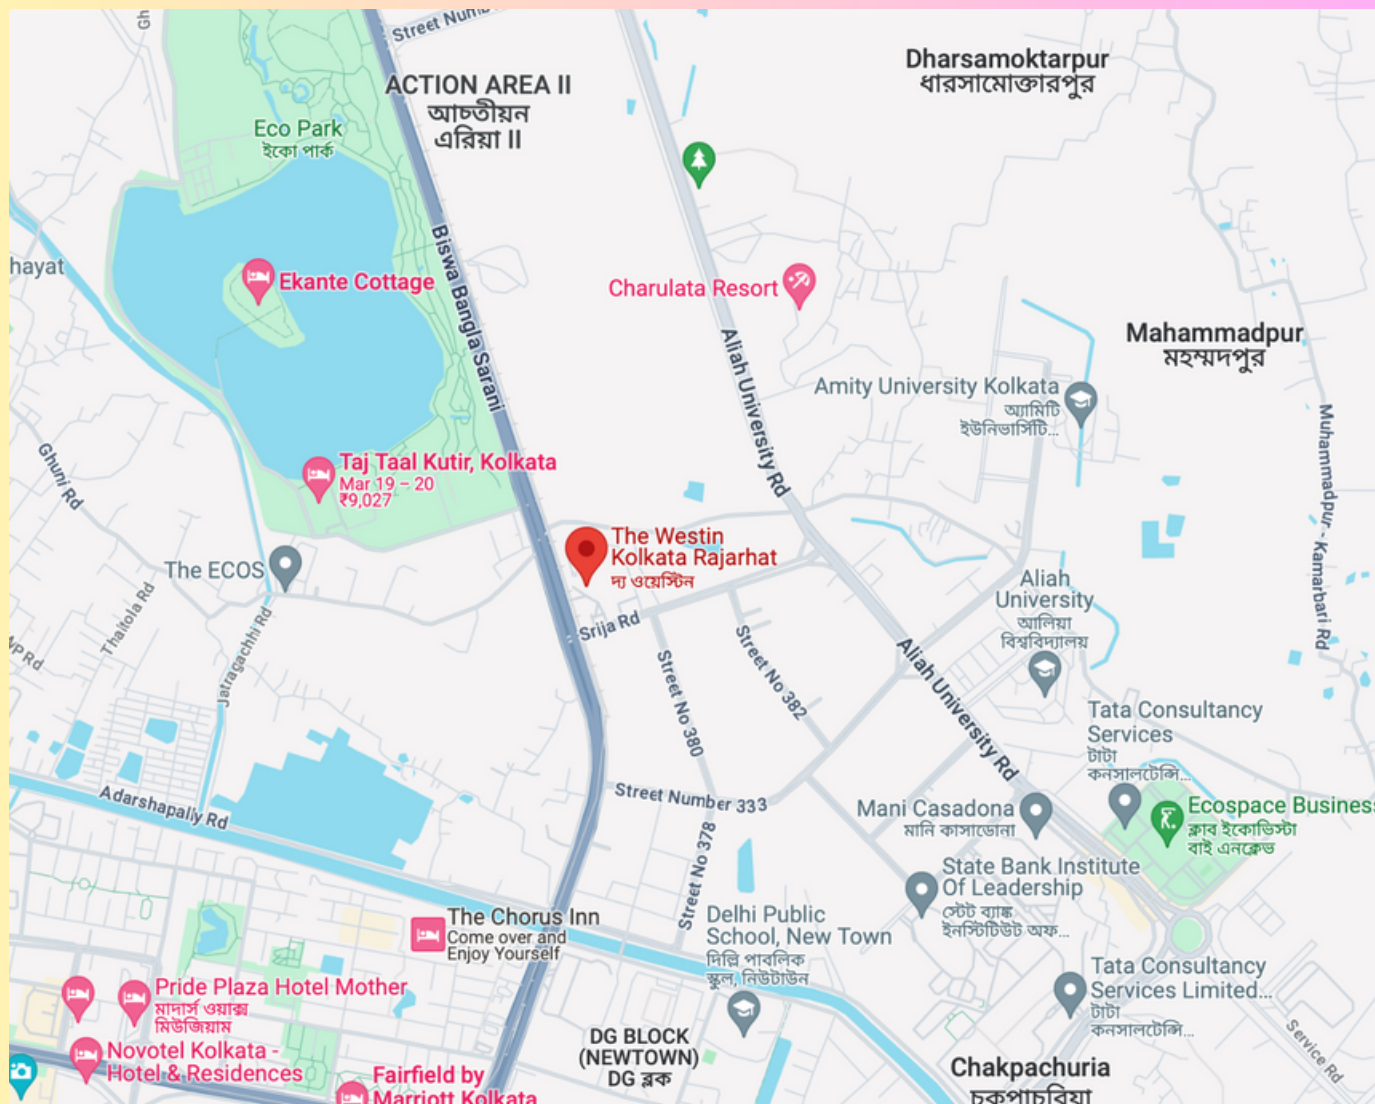 Street Num
ACTION AREA II
আচতীয়ন
এরিয়া II
Dharsamoktarpur
ধারসামোক্তারপুর
Eco Park
ইকো পার্ক
Biswa Bangla Sarani
hayat
Ekante Cottage
Charulata Resort
Mahammadpur
মহম্মদপুর
Aliah University Rd
Amity University Kolkata
অ্যামিটি
ইউনিভার্সিটি...
Muhammadpur - Kamarbari Rd
Ghuni Rd
Taj Taal Kutir, Kolkata
Mar 19 – 20
₹9,027
The Westin
Kolkata Rajarhat
দ্য ওয়েস্টিন
The ECOS
Thaltola Rd
Jatragachhi Rd
Srija Rd
Street No 380
Street No 382
Aliah
University
আলিয়া
বিশ্ববিদ্যালয়
Aliah University Rd
Tata Consultancy
Services
টাটা
কনসালটেন্সি...
Adarshapally Rd
Street Number 333
Street No 378
Mani Casadona
মানি কাসাডোনা
Ecospace Business
ক্লাব ইকোভিস্টা
বাই এনক্লেভ
State Bank Institute
Of Leadership
স্টেট ব্যাঙ্ক
ইনস্টিটিউট অফ...
The Chorus Inn
Come over and
Enjoy Yourself
Delhi Public
School, New Town
দিল্লি পাবলিক
স্কুল, নিউটাউন
Tata Consultancy
Services Limited...
টাটা
কনসালটেন্সি...
Pride Plaza Hotel Mother
মাদার্স ওয়াক্স
মিউজিয়াম
Novotel Kolkata -
Hotel & Residences
Fairfield by
Marriott Kolkata
DG BLOCK
(NEWTOWN)
DG ব্লক
Chakpachuria
চকপাচুরিয়া
Service Rd